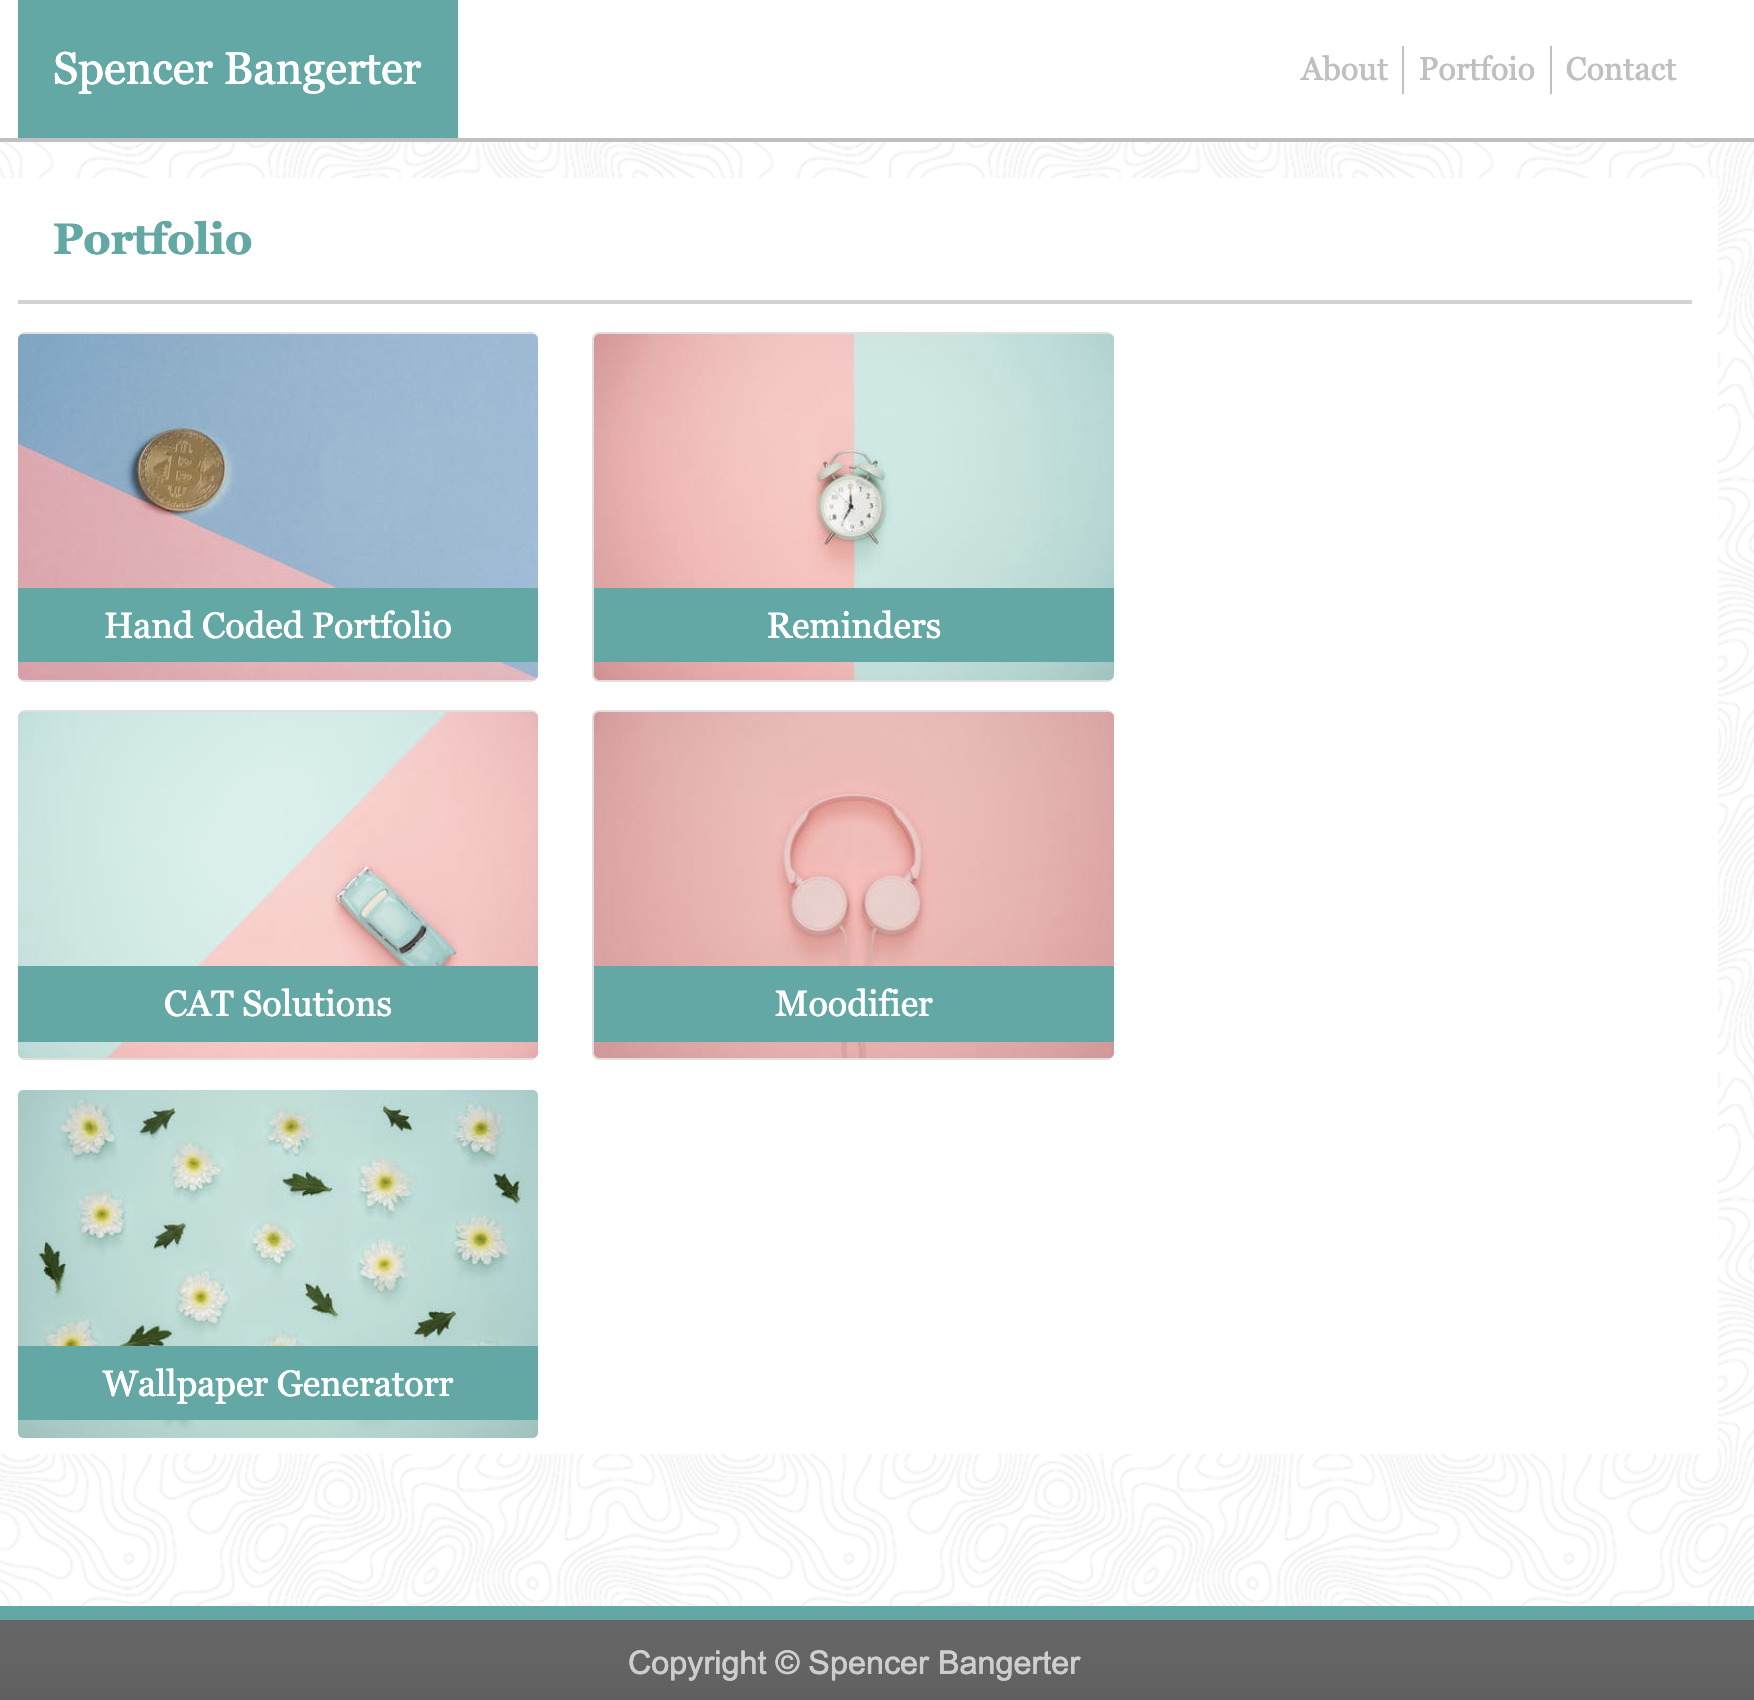 Spencer Bangerter
About
Portfoio
Contact
Portfolio
Hand Coded Portfolio
Reminders
CAT Solutions
Moodifier
Wallpaper Generatorr
Copyright © Spencer Bangerter